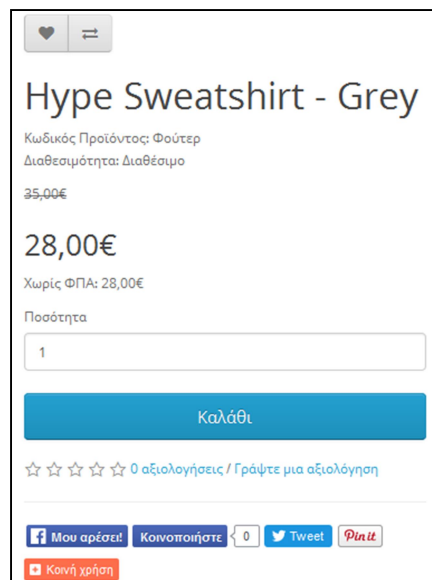 Hype Sweatshirt - Grey
Κωδικός Προϊόντος: Φούτερ
Διαθεσιμότητα: Διαθέσιμο
35,00€
28,00€
Χωρίς ΦΠΑ: 28,00€
Ποσότητα
1
Καλάθι
0 αξιολογήσεις / Γράψτε μια αξιολόγηση
Μου αρέσει! Κοινοποιήστε 0 Tweet Pin it
Κοινή χρήση